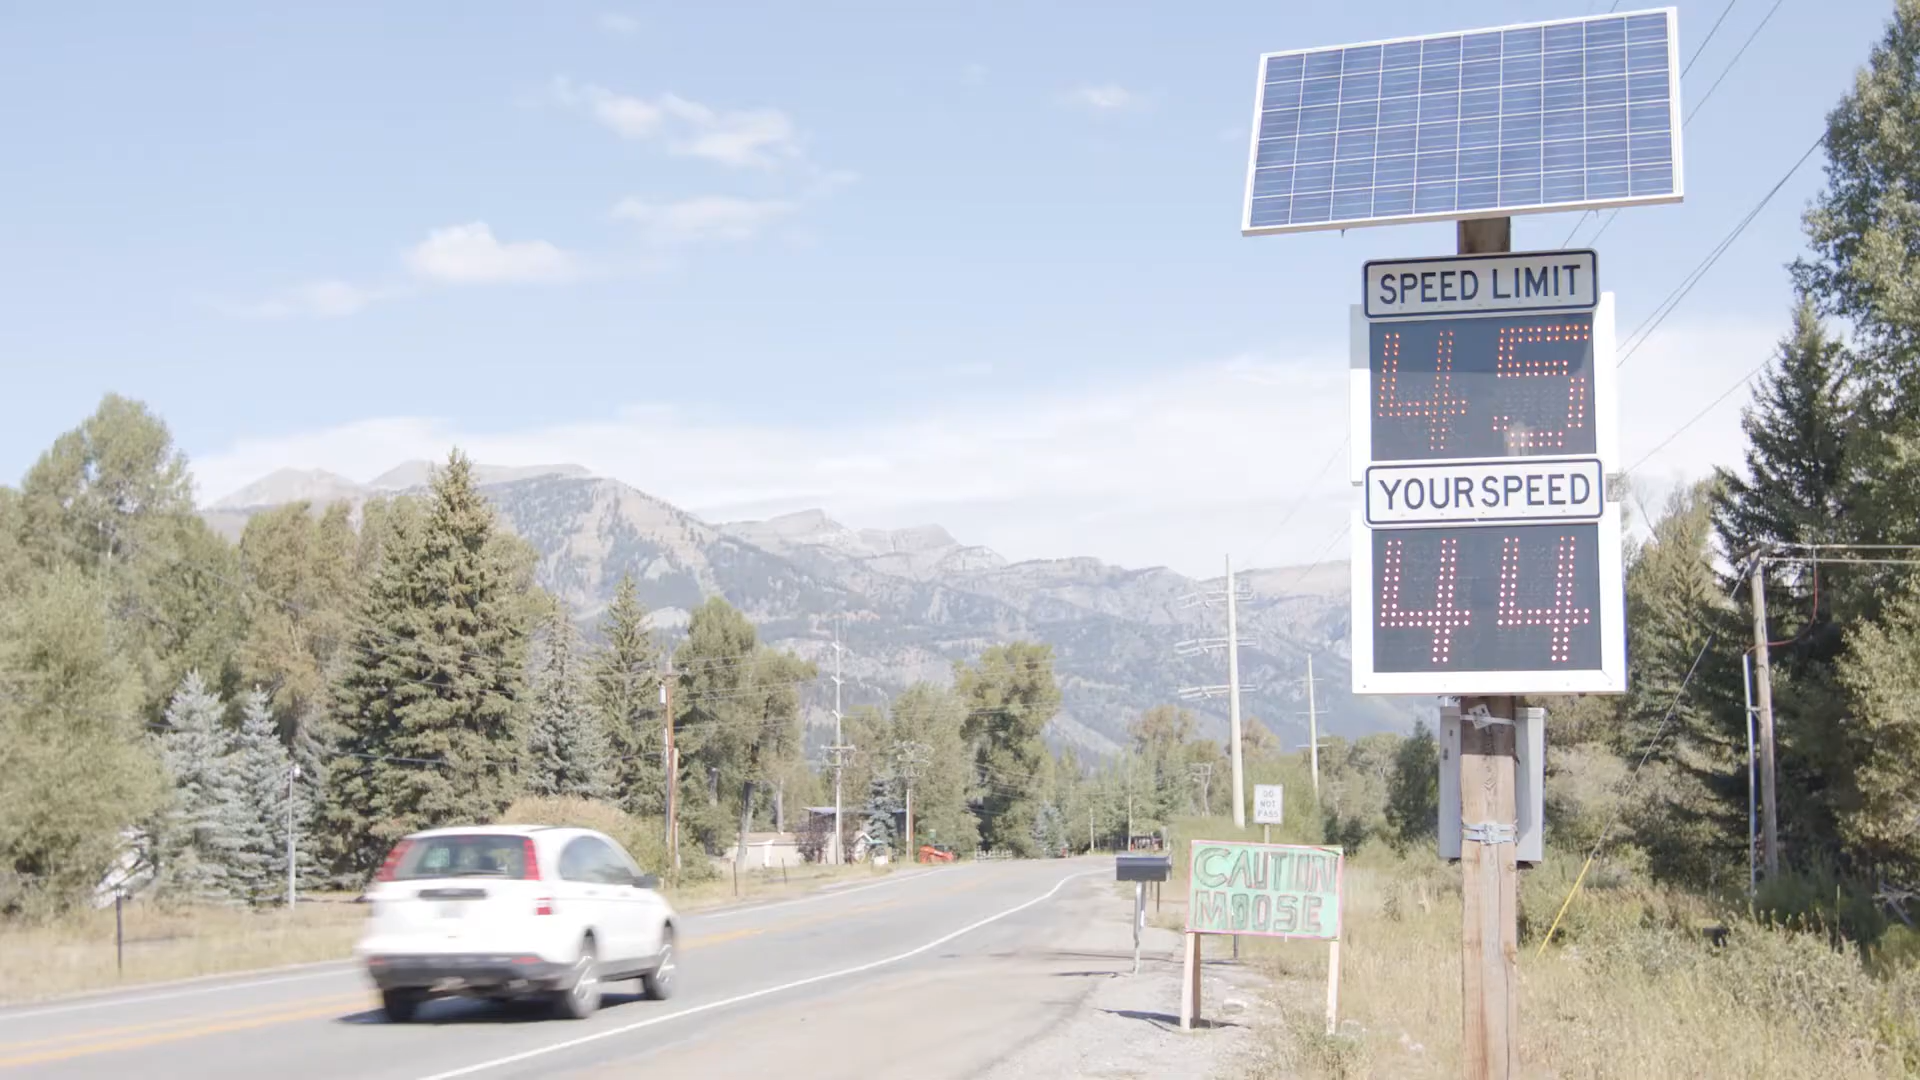 SPEED LIMIT
45
YOUR SPEED
44
DO
NOT
PASS
CAUTION
MOOSE